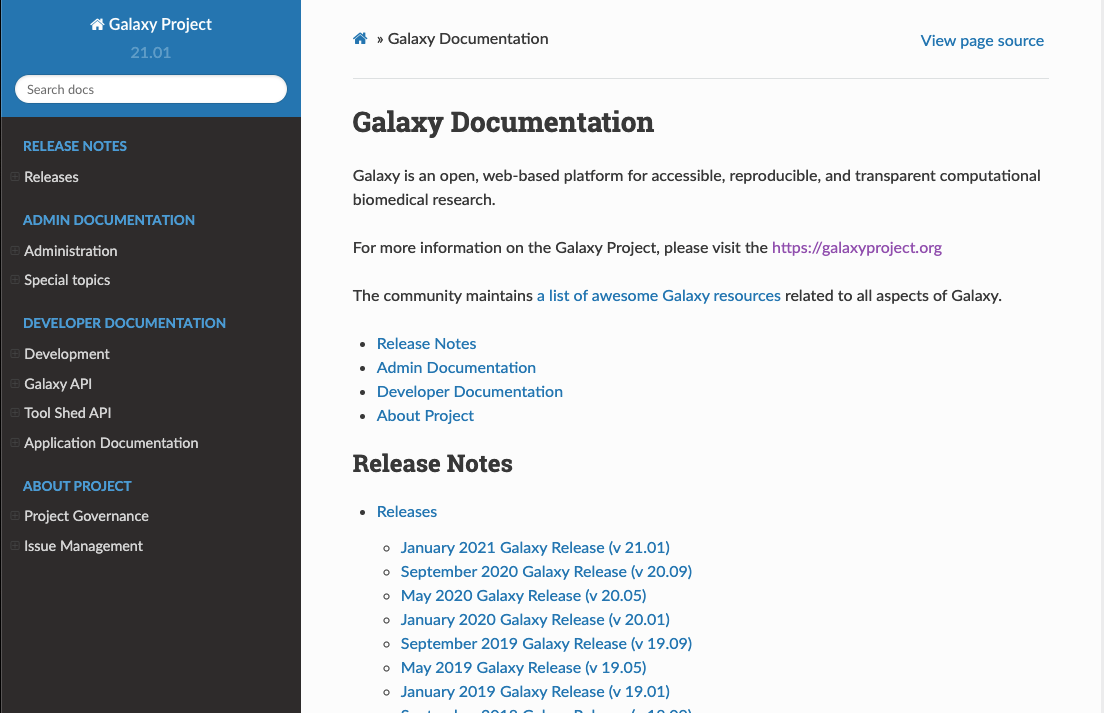 Galaxy Project
21.01
Search docs
RELEASE NOTES
Releases
ADMIN DOCUMENTATION
Administration
Special topics
DEVELOPER DOCUMENTATION
Development
Galaxy API
Tool Shed API
Application Documentation
ABOUT PROJECT
Project Governance
Issue Management
» Galaxy Documentation
View page source
Galaxy Documentation
Galaxy is an open, web-based platform for accessible, reproducible, and transparent computational
biomedical research.
For more information on the Galaxy Project, please visit the https://galaxyproject.org
The community maintains a list of awesome Galaxy resources related to all aspects of Galaxy.
Release Notes
Admin Documentation
Developer Documentation
About Project
Release Notes
Releases
January 2021 Galaxy Release (v 21.01)
September 2020 Galaxy Release (v 20.09)
May 2020 Galaxy Release (v 20.05)
January 2020 Galaxy Release (v 20.01)
September 2019 Galaxy Release (v 19.09)
May 2019 Galaxy Release (v 19.05)
January 2019 Galaxy Release (v 19.01)